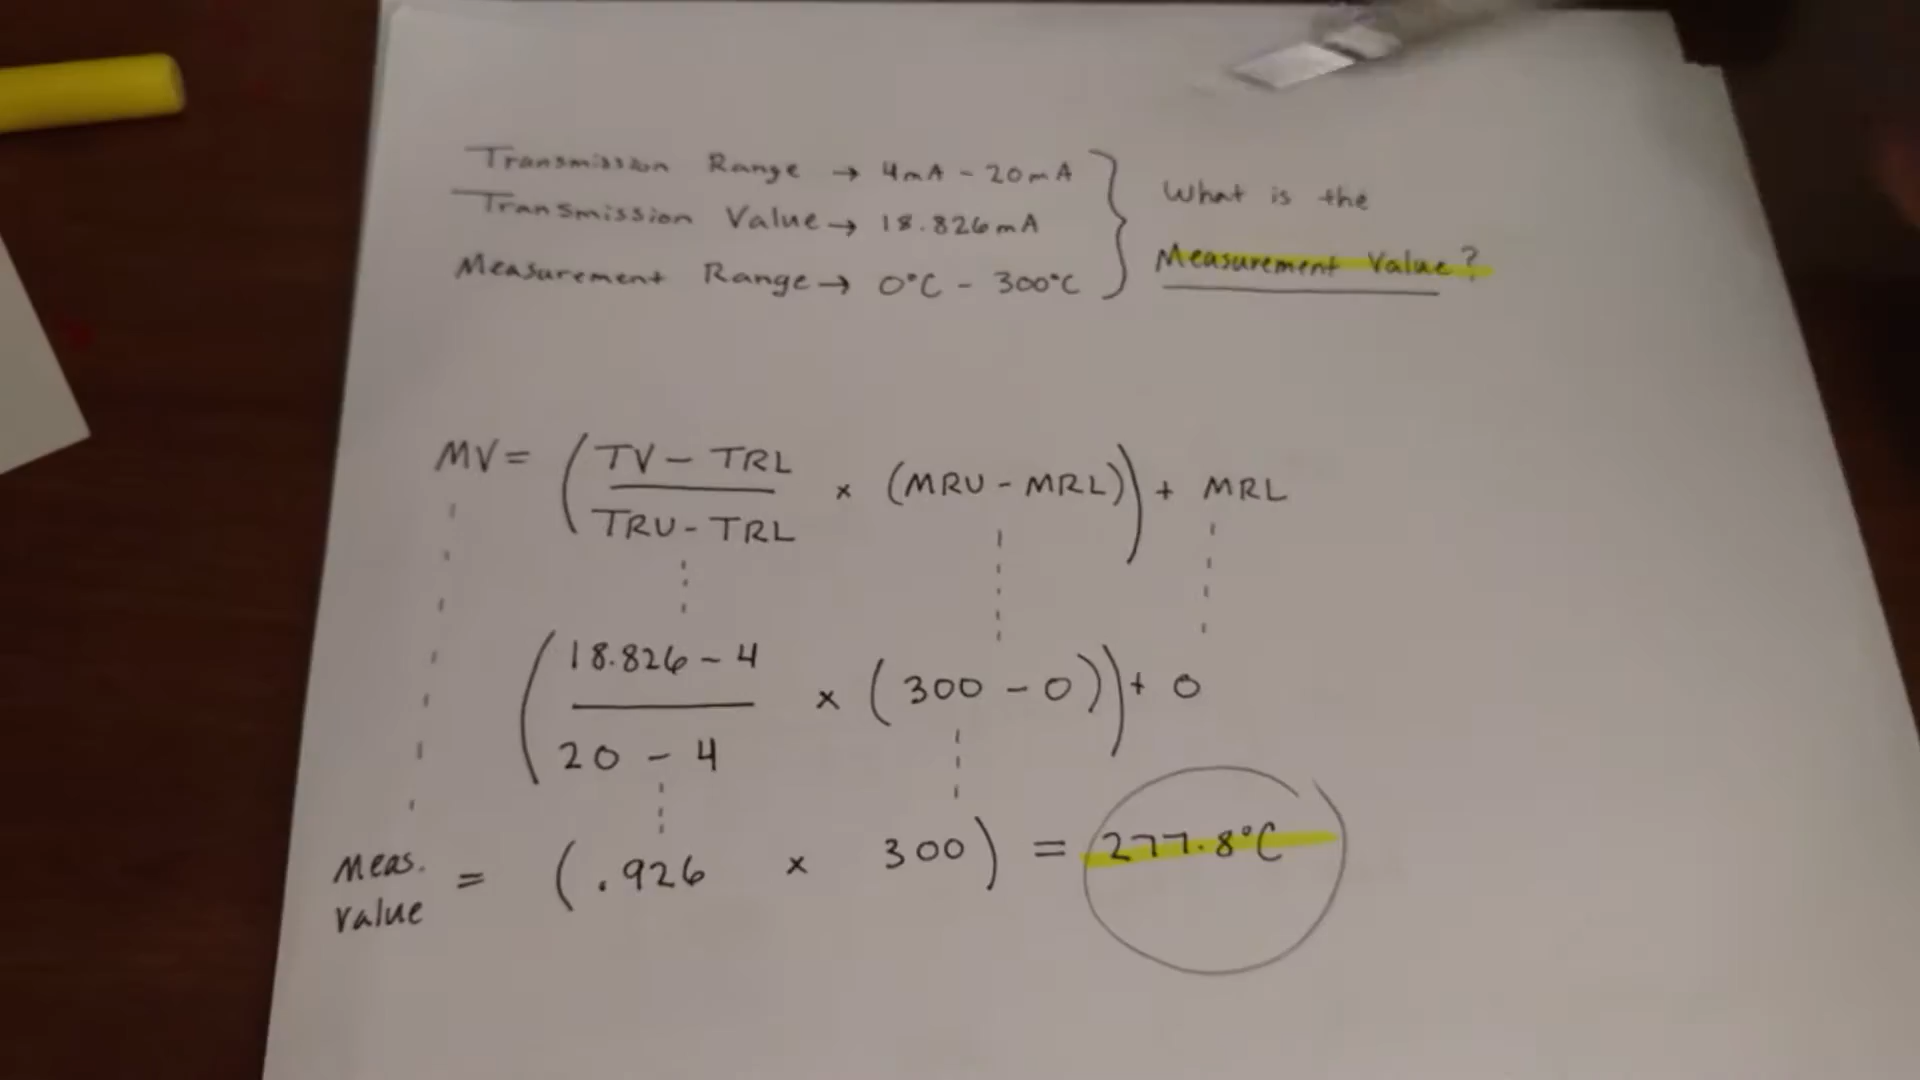 Transmission Range → 4mA - 20mA
Transmission Value → 18.826mA
Measurement Range → 0°C - 300°C
What is the
Measurement Value?
MV = (TV - TRL / TRU - TRL × (MRU - MRL)) + MRL
(18.826 - 4 / 20 - 4 × (300 - 0)) + 0
Meas. Value = (.926 × 300) = 277.8°C